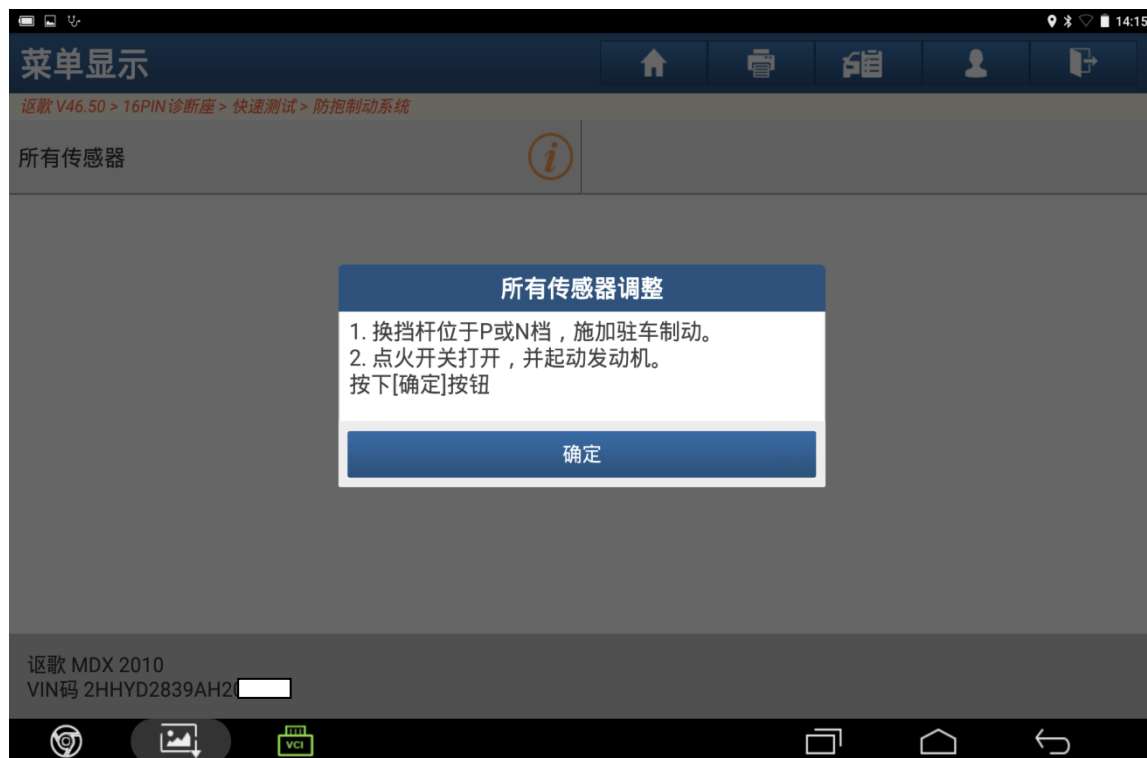 14:15
菜单显示
讴歌 V46.50 > 16PIN诊断座 > 快速测试 > 防抱制动系统
所有传感器
i
所有传感器调整
1. 换挡杆位于P或N档，施加驻车制动。
2. 点火开关打开，并起动发动机。
按下[确定]按钮
确定
讴歌 MDX 2010
VIN码 2HHYD2839AH2
VCI